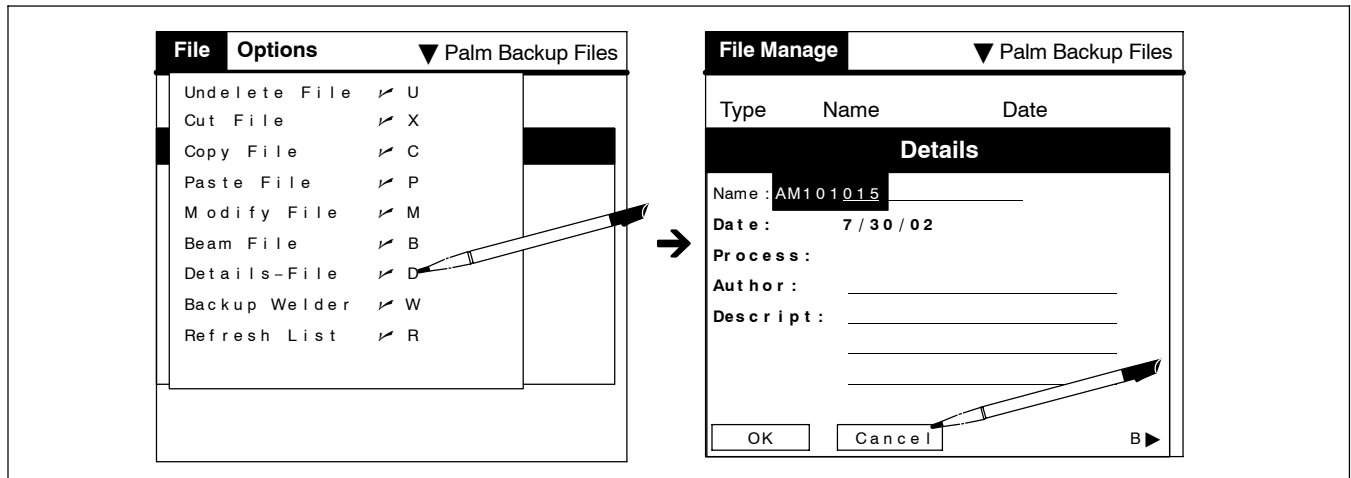 File Options ▼ Palm Backup Files
Undelete File U
Cut File X
Copy File C
Paste File P
Modify File M
Beam File B
Details-File D
Backup Welder W
Refresh List R
File Manage ▼ Palm Backup Files
Type Name Date
Details
Name: AM101015
Date: 7/30/02
Process:
Author:
Descript:
OK Cancel B▶